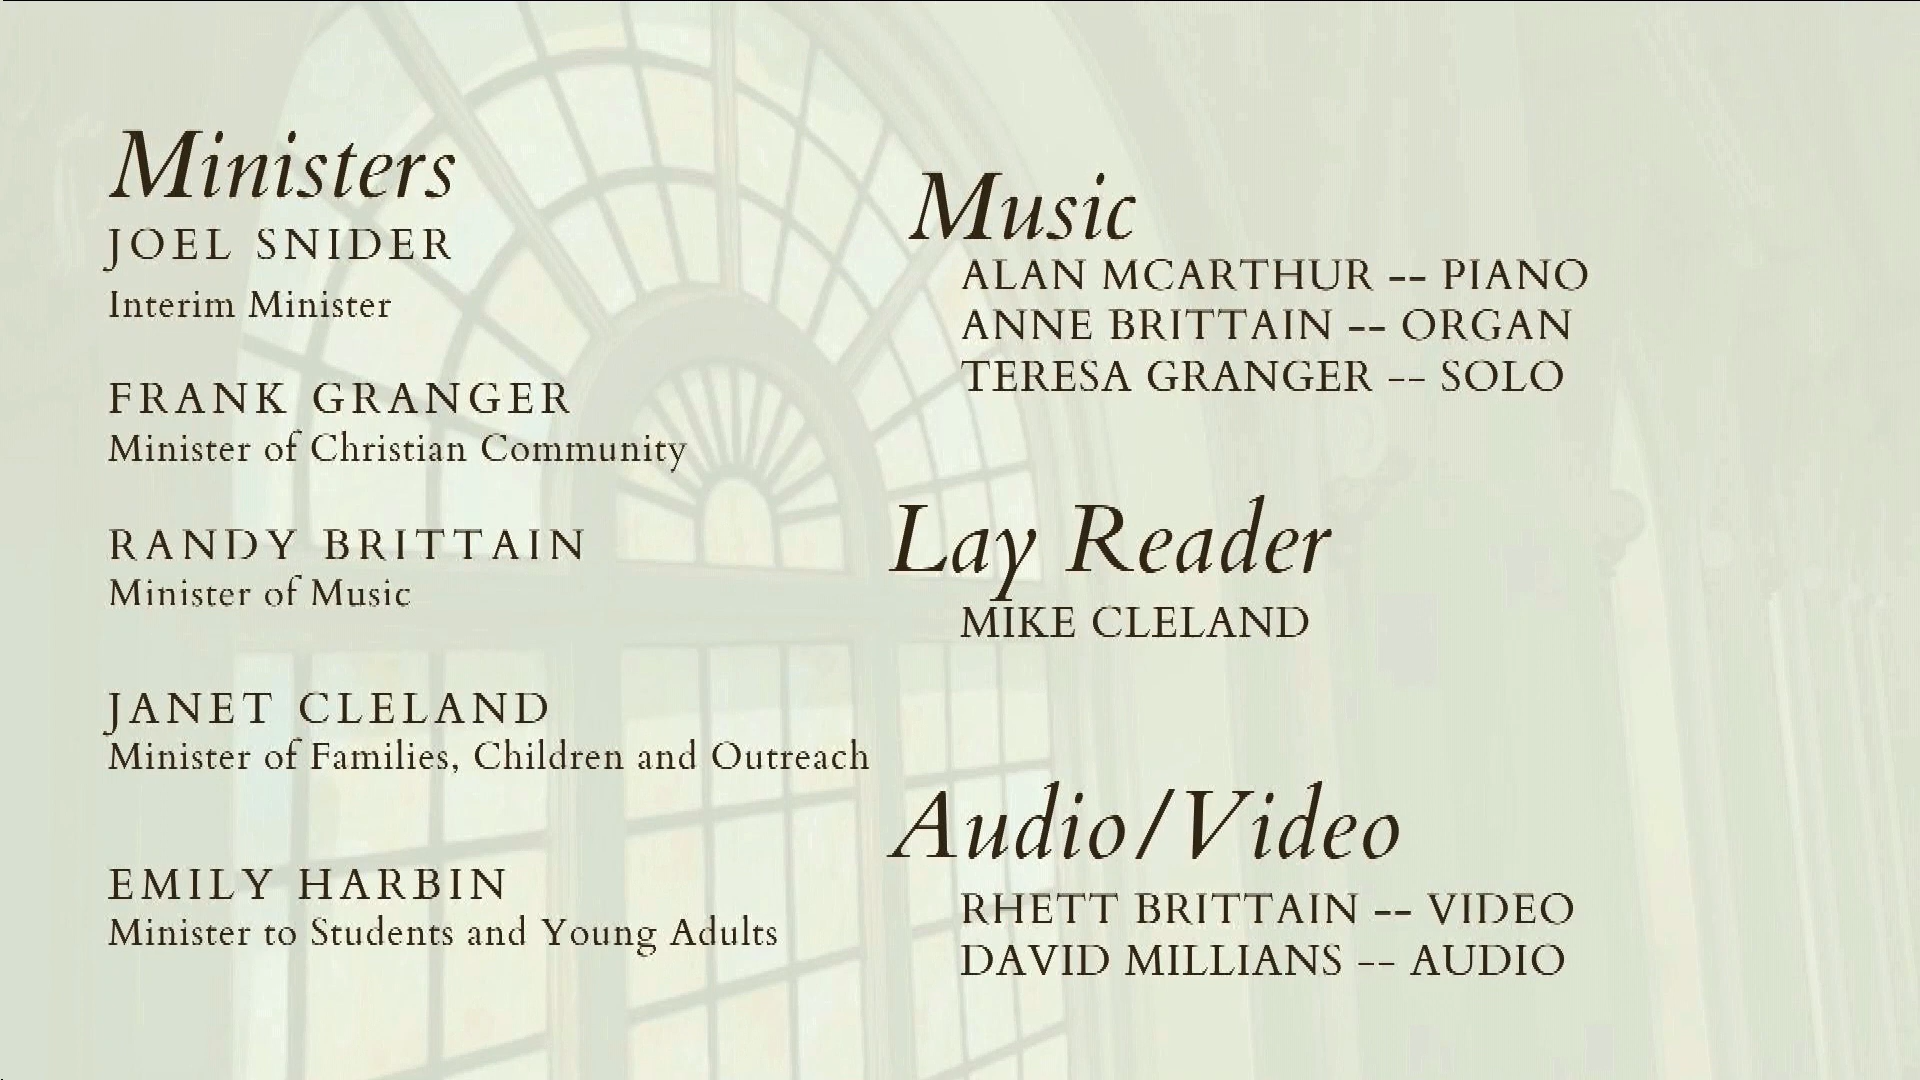 Ministers
JOEL SNIDER
Interim Minister
FRANK GRANGER
Minister of Christian Community
RANDY BRITTAIN
Minister of Music
JANET CLELAND
Minister of Families, Children and Outreach
EMILY HARBIN
Minister to Students and Young Adults
Music
ALAN MCARTHUR -- PIANO
ANNE BRITTAIN -- ORGAN
TERESA GRANGER -- SOLO
Lay Reader
MIKE CLELAND
Audio/Video
RHETT BRITTAIN -- VIDEO
DAVID MILLIANS -- AUDIO